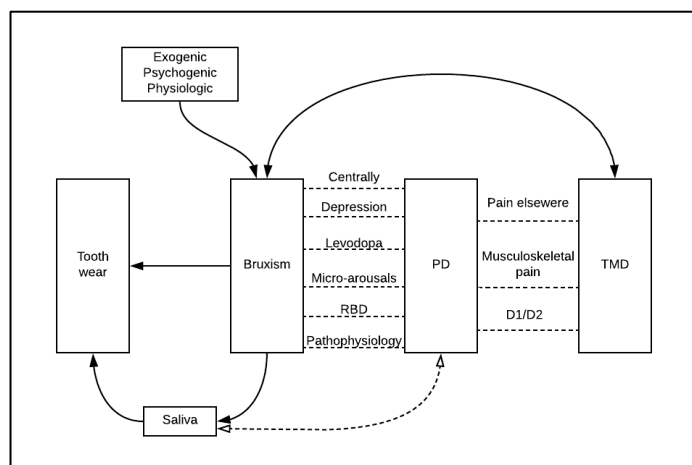 Exogenic
Psychogenic
Physiologic
Tooth
wear
Bruxism
Centrally
Depression
Levodopa
Micro-arousals
RBD
Pathophysiology
PD
Pain elsewere
Musculoskeletal
pain
D1/D2
TMD
Saliva